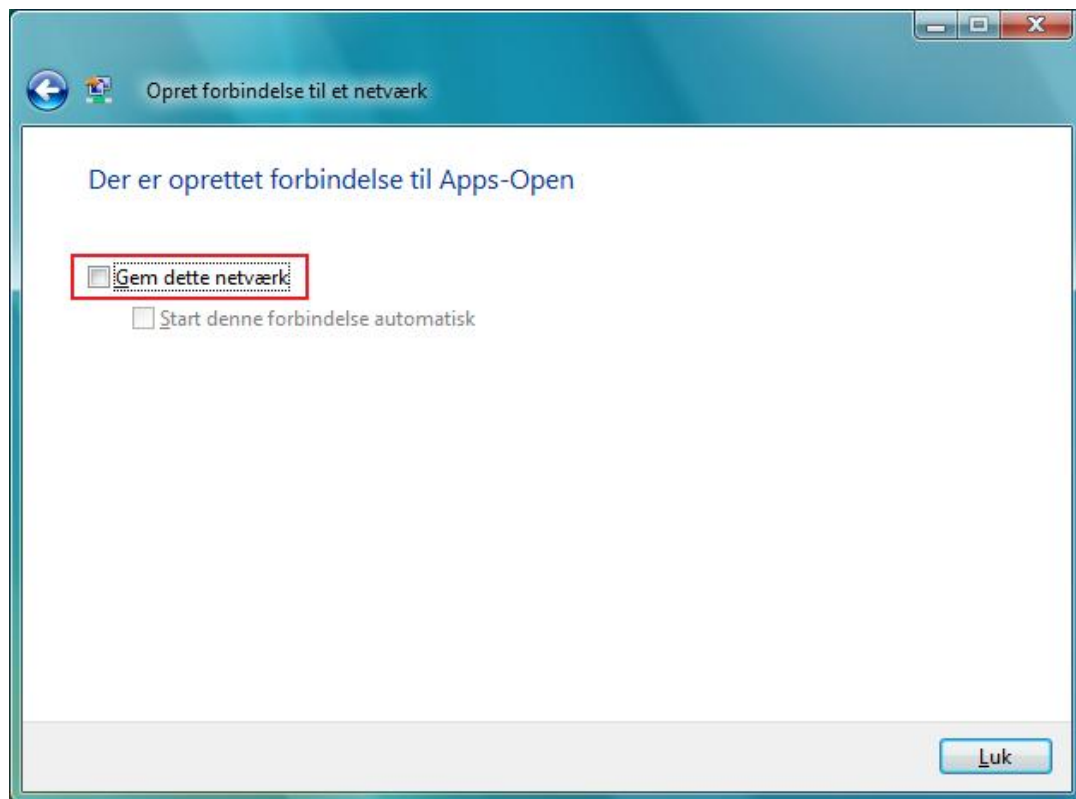 Opret forbindelse til et netværk
Der er oprettet forbindelse til Apps-Open
Gem dette netværk
Start denne forbindelse automatisk
Luk